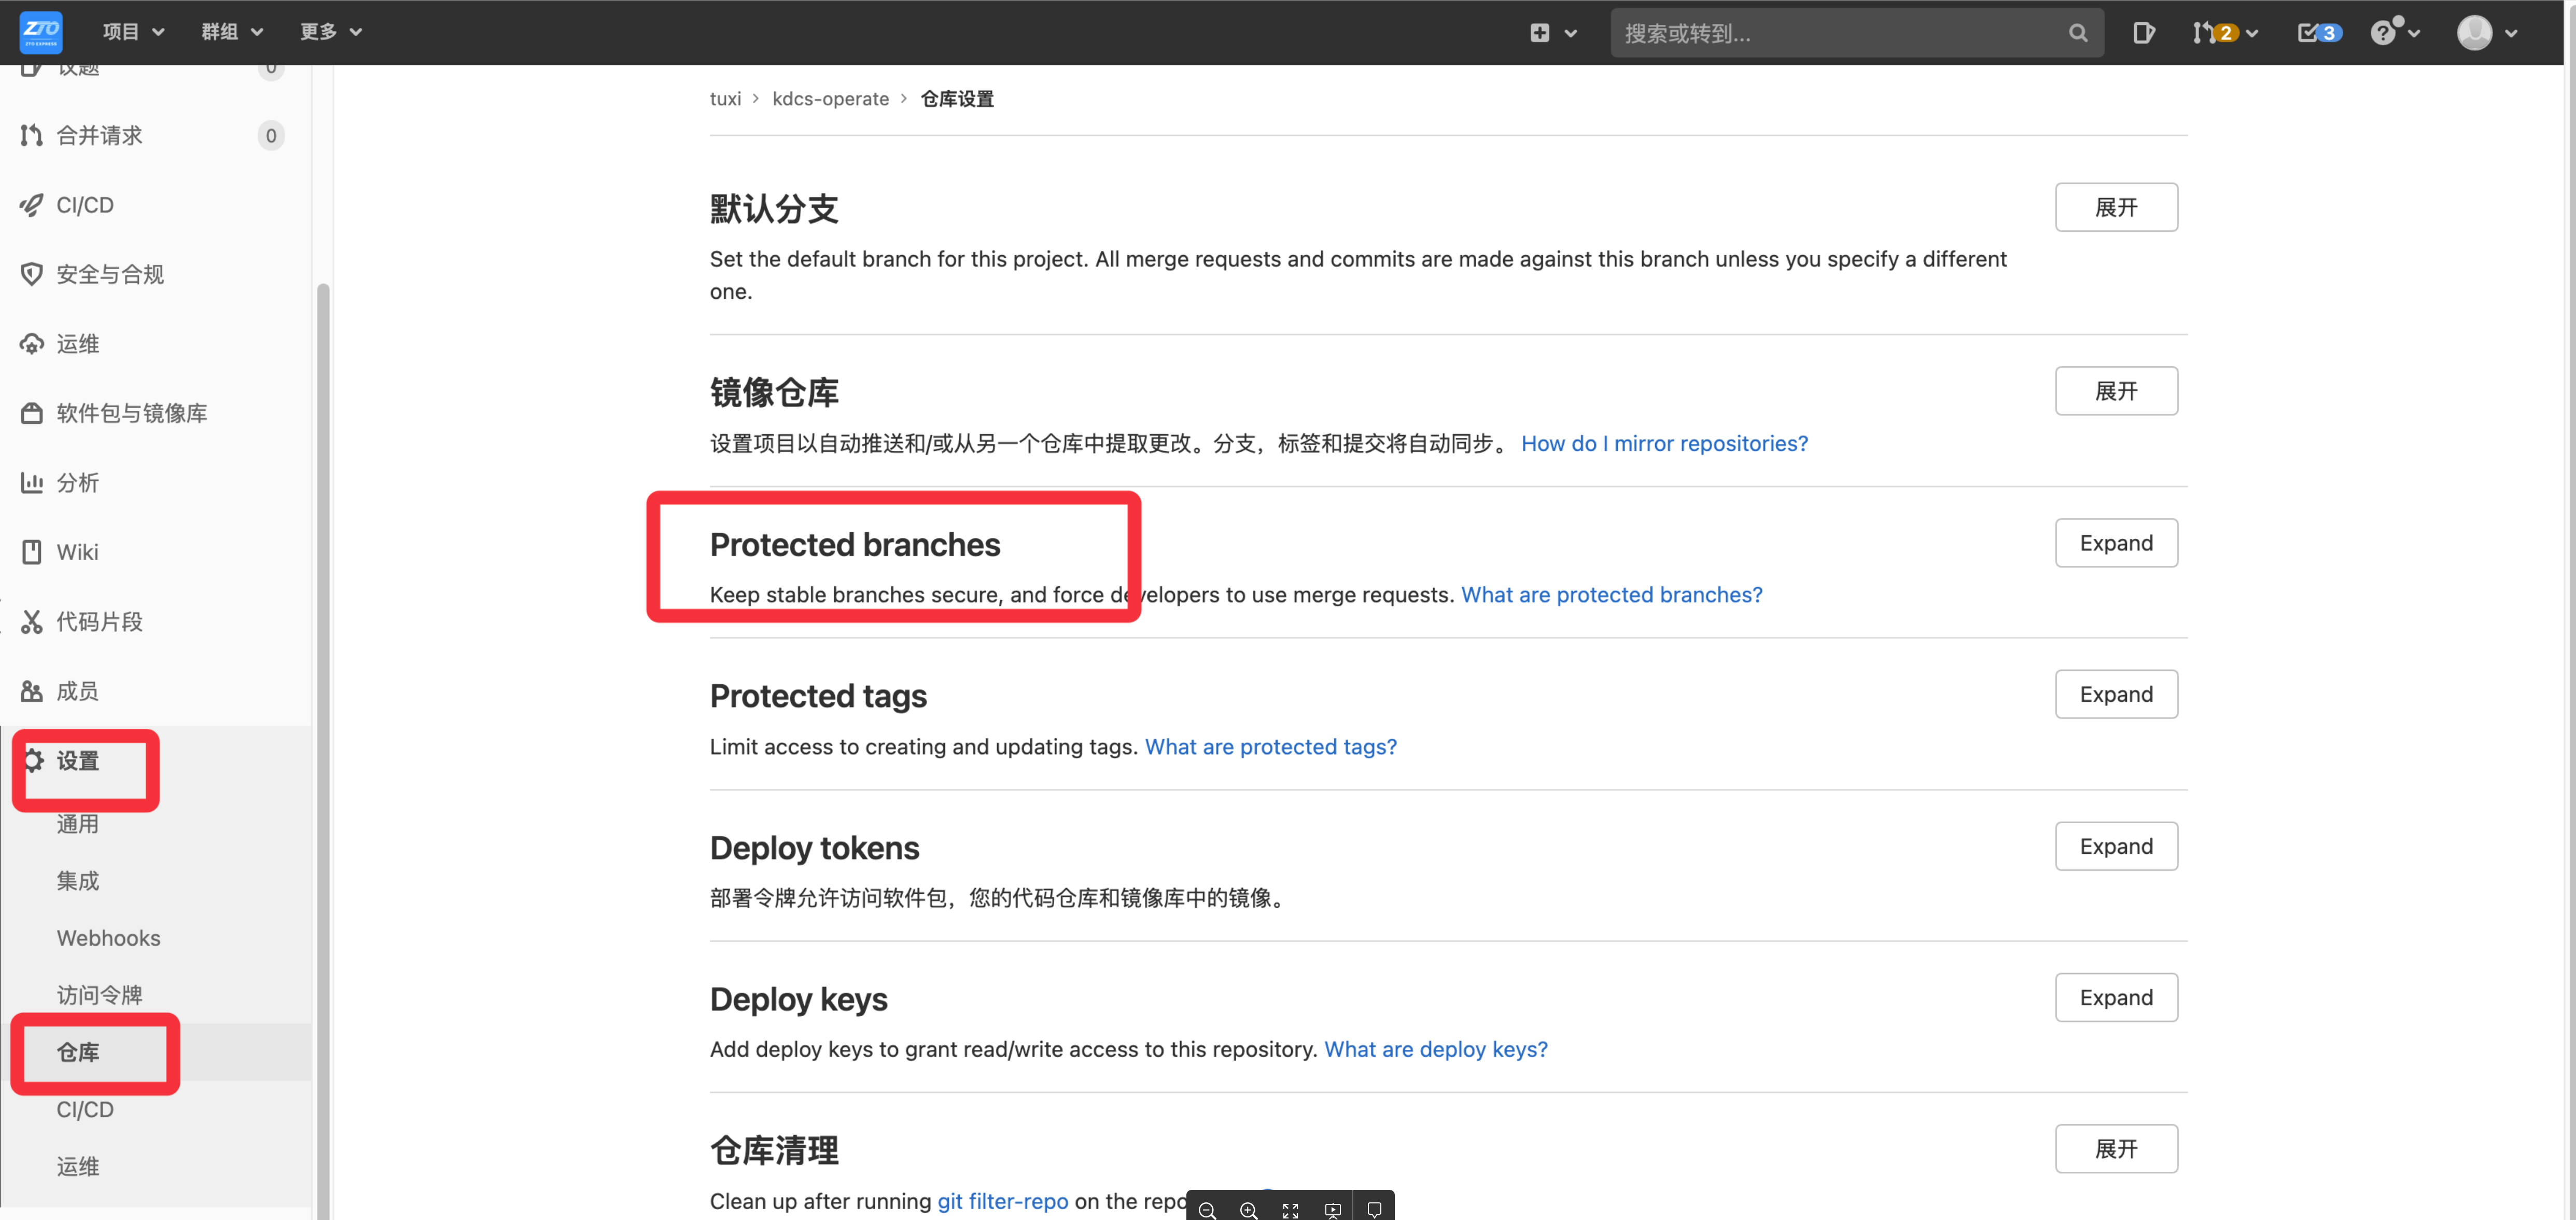 ZTO
ZTO EXPRESS
项目
群组
更多
搜索或转到...
2
3
议题
0
合并请求
0
CI/CD
安全与合规
运维
软件包与镜像库
分析
Wiki
代码片段
成员
设置
通用
集成
Webhooks
访问令牌
仓库
CI/CD
运维
tuxi > kdcs-operate > 仓库设置
默认分支
展开
Set the default branch for this project. All merge requests and commits are made against this branch unless you specify a different
one.
镜像仓库
展开
设置项目以自动推送和/或从另一个仓库中提取更改。分支，标签和提交将自动同步。 How do I mirror repositories?
Protected branches
Expand
Keep stable branches secure, and force developers to use merge requests. What are protected branches?
Protected tags
Expand
Limit access to creating and updating tags. What are protected tags?
Deploy tokens
Expand
部署令牌允许访问软件包，您的代码仓库和镜像库中的镜像。
Deploy keys
Expand
Add deploy keys to grant read/write access to this repository. What are deploy keys?
仓库清理
展开
Clean up after running git filter-repo on the repo